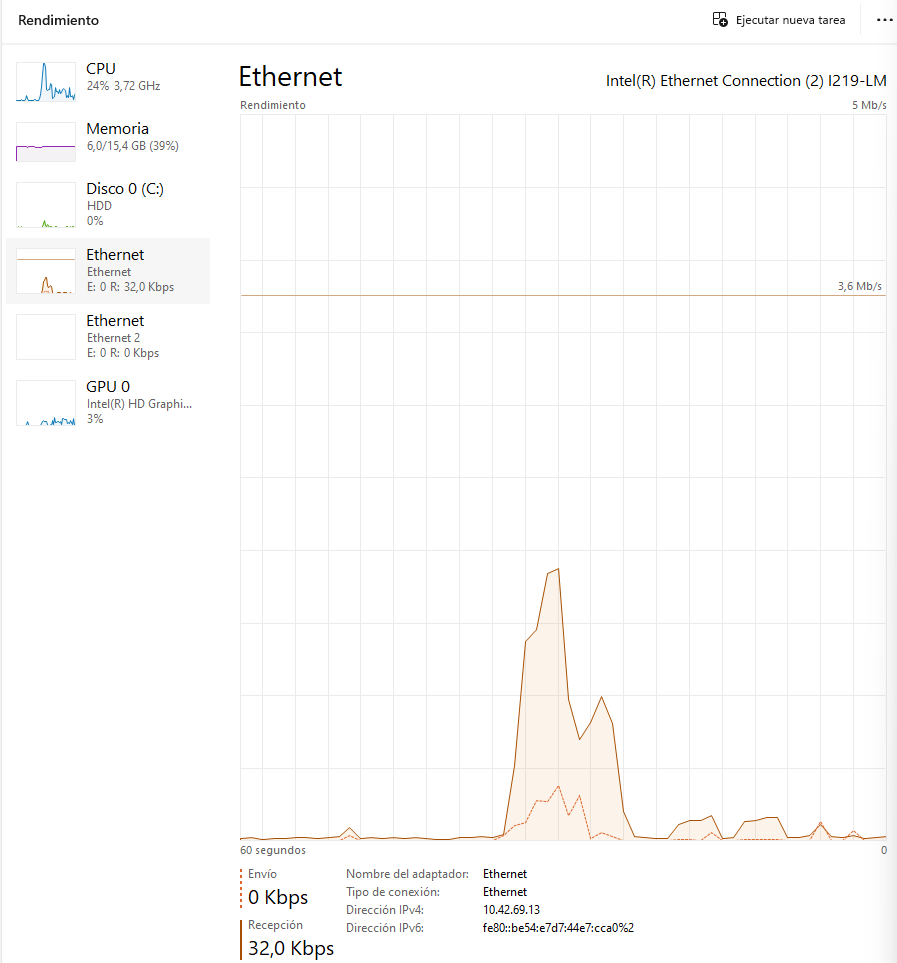 Rendimiento
Ejecutar nueva tarea
CPU
24% 3,72 GHz
Memoria
6,0/15,4 GB (39%)
Disco 0 (C:)
HDD
0%
Ethernet
Ethernet
E: 0 R: 32,0 Kbps
Ethernet
Ethernet 2
E: 0 R: 0 Kbps
GPU 0
Intel(R) HD Graphi...
3%
Ethernet
Intel(R) Ethernet Connection (2) I219-LM
Rendimiento
5 Mb/s
3,6 Mb/s
60 segundos
0
Envío
0 Kbps
Recepción
32,0 Kbps
Nombre del adaptador: Ethernet
Tipo de conexión: Ethernet
Dirección IPv4: 10.42.69.13
Dirección IPv6: fe80::be54:e7d7:44e7:cca0%2